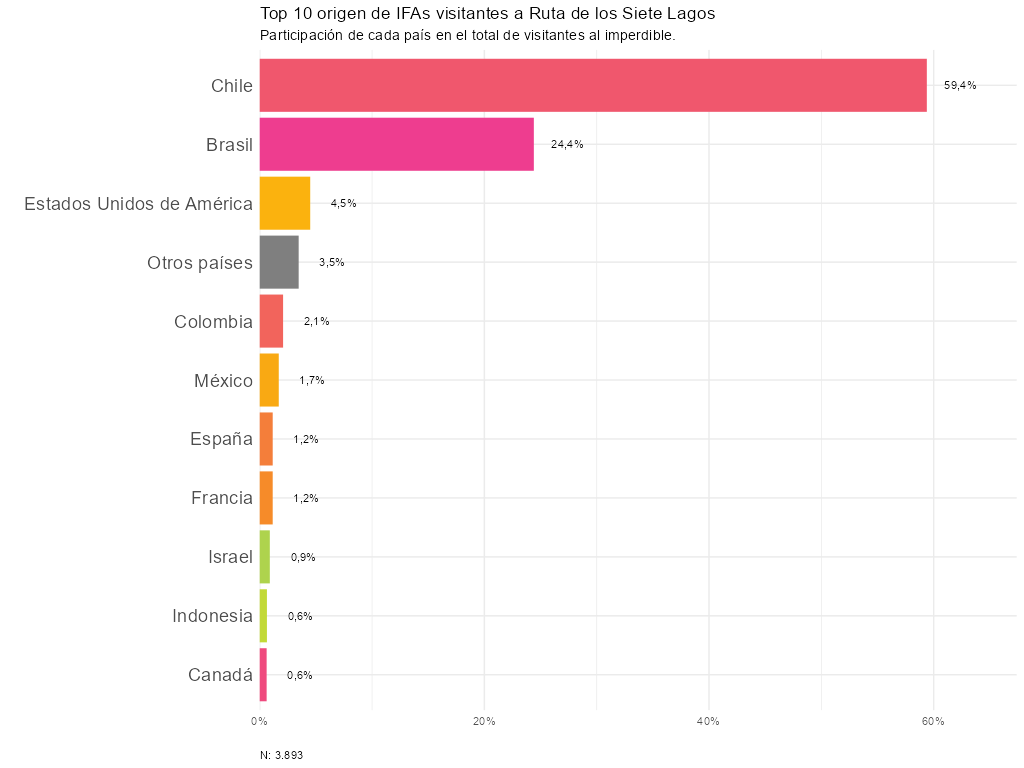 Top 10 origen de IFAs visitantes a Ruta de los Siete Lagos
Participación de cada país en el total de visitantes al imperdible.
Chile 59,4%
Brasil 24,4%
Estados Unidos de América 4,5%
Otros países 3,5%
Colombia 2,1%
México 1,7%
España 1,2%
Francia 1,2%
Israel 0,9%
Indonesia 0,6%
Canadá 0,6%
0% 20% 40% 60%
N: 3.893